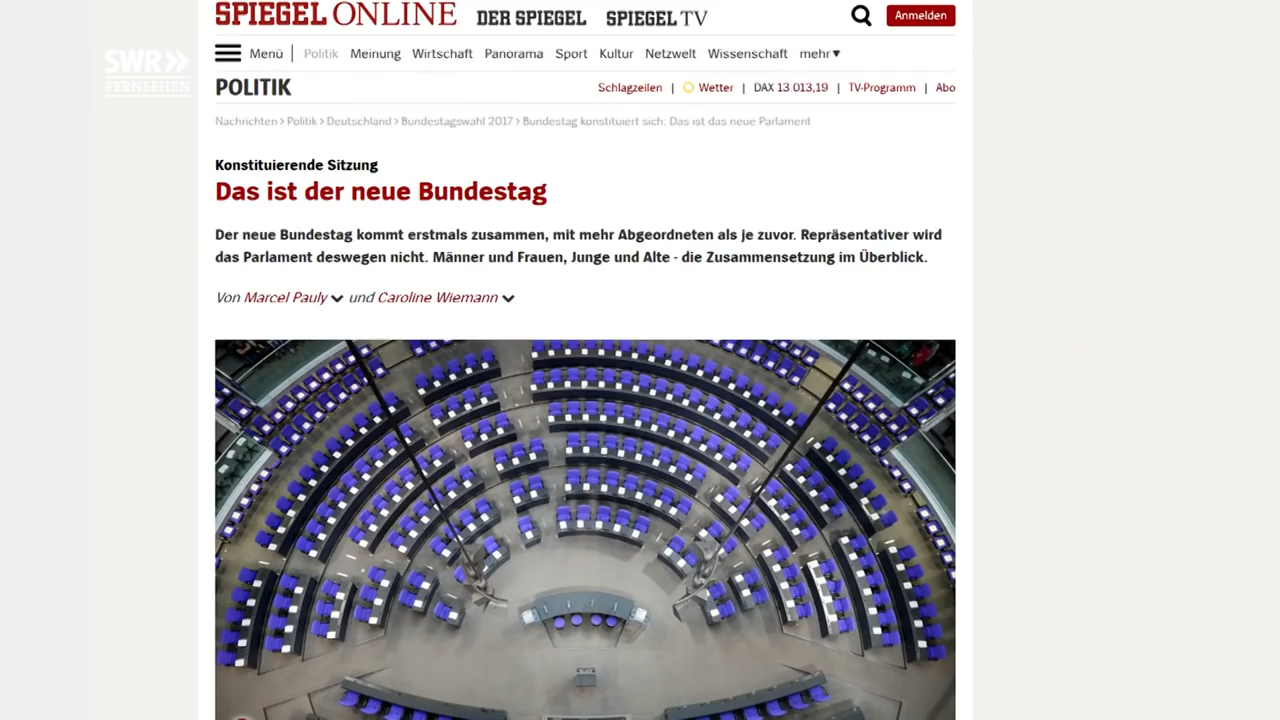 SPIEGEL ONLINE DER SPIEGEL SPIEGEL TV Anmelden
SWR
FERNSEHEN
Menü Politik Meinung Wirtschaft Panorama Sport Kultur Netzwelt Wissenschaft mehr
POLITIK Schlagzeilen | Wetter | DAX 13.013,19 | TV-Programm | Abo
Nachrichten > Politik > Deutschland > Bundestagswahl 2017 > Bundestag konstituiert sich: Das ist das neue Parlament
Konstituierende Sitzung
Das ist der neue Bundestag
Der neue Bundestag kommt erstmals zusammen, mit mehr Abgeordneten als je zuvor. Repräsentativer wird
das Parlament deswegen nicht. Männer und Frauen, Junge und Alte - die Zusammensetzung im Überblick.
Von Marcel Pauly und Caroline Wiemann